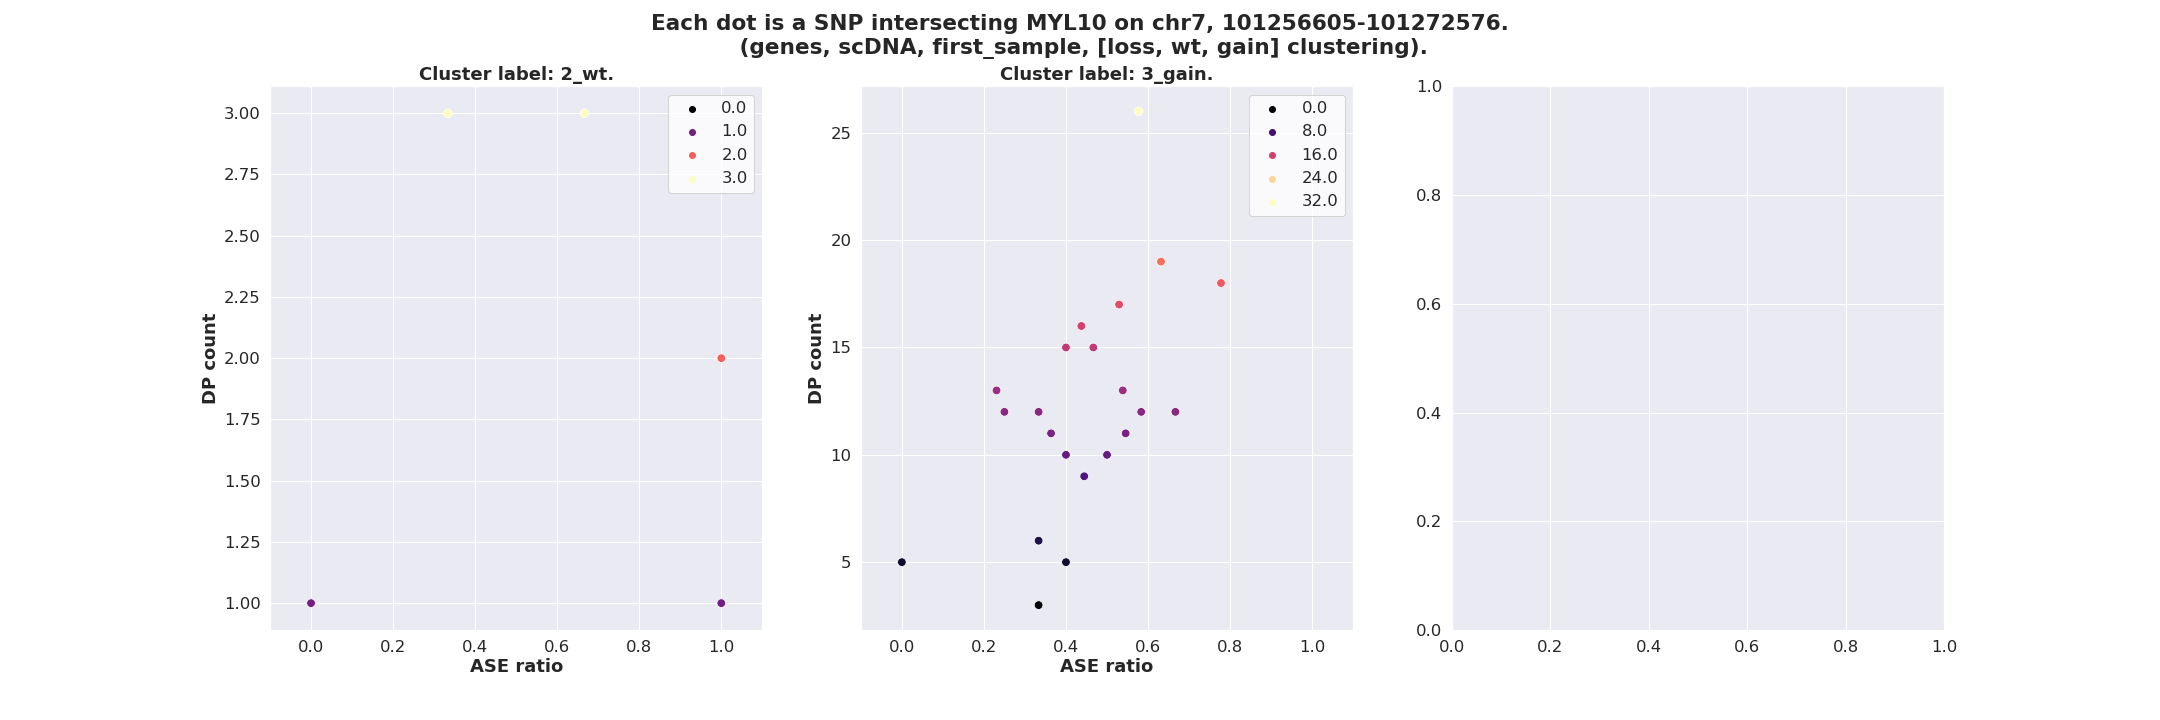 Each dot is a SNP intersecting MYL10 on chr7, 101256605-101272576.
(genes, scDNA, first_sample, [loss, wt, gain] clustering).
Cluster label: 2_wt.
DP count
3.00
2.75
2.50
2.25
2.00
1.75
1.50
1.25
1.00
0.0
1.0
2.0
3.0
0.0 0.2 0.4 0.6 0.8 1.0
ASE ratio
Cluster label: 3_gain.
DP count
25
20
15
10
5
0.0
8.0
16.0
24.0
32.0
0.0 0.2 0.4 0.6 0.8 1.0
ASE ratio
1.0
0.8
0.6
0.4
0.2
0.0
0.0 0.2 0.4 0.6 0.8 1.0